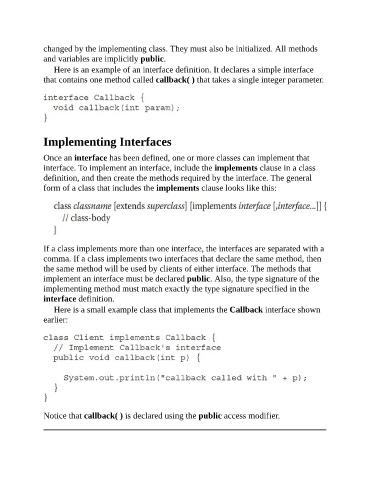 changed by the implementing class. They must also be initialized. All methods
and variables are implicitly public.
Here is an example of an interface definition. It declares a simple interface
that contains one method called callback( ) that takes a single integer parameter.
interface Callback {
void callback(int param);
}
Implementing Interfaces
Once an interface has been defined, one or more classes can implement that
interface. To implement an interface, include the implements clause in a class
definition, and then create the methods required by the interface. The general
form of a class that includes the implements clause looks like this:
class classname [extends superclass] [implements interface [,interface...]] {
// class-body
}
If a class implements more than one interface, the interfaces are separated with a
comma. If a class implements two interfaces that declare the same method, then
the same method will be used by clients of either interface. The methods that
implement an interface must be declared public. Also, the type signature of the
implementing method must match exactly the type signature specified in the
interface definition.
Here is a small example class that implements the Callback interface shown
earlier:
class Client implements Callback {
// Implement Callback's interface
public void callback(int p) {
System.out.println("callback called with " + p);
}
}
Notice that callback( ) is declared using the public access modifier.